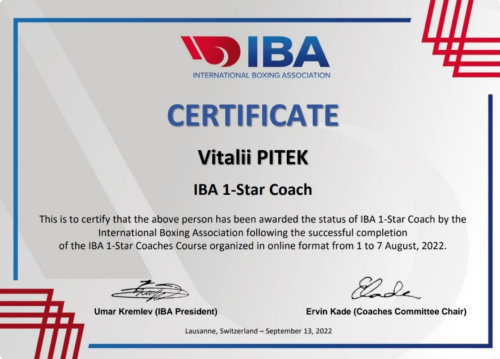 IBA
INTERNATIONAL BOXING ASSOCIATION
CERTIFICATE
Vitalii PITEK
IBA 1-Star Coach
This is to certify that the above person has been awarded the status of IBA 1-Star Coach by the
International Boxing Association following the successful completion
of the IBA 1-Star Coaches Course organized in online format from 1 to 7 August, 2022.
Umar Kremlev (IBA President)
Ervin Kade (Coaches Committee Chair)
Lausanne, Switzerland – September 13, 2022